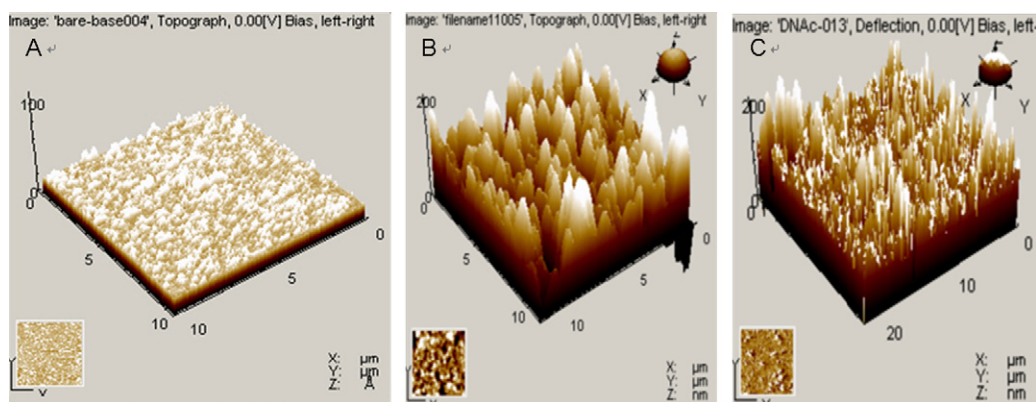 Image: 'bare-base004', Topograph, 0.00[V] Bias, left-right
A
100
0
0
5
5
10
10
X: µm
Y: µm
Z: Å
Image: 'filename11005', Topograph, 0.00[V] Bias, left-right
B
Z
X
Y
200
0
0
5
5
10
10
X: µm
Y: µm
Z: nm
Image: 'DNAc-013', Deflection, 0.00[V] Bias, left-
C
X
Y
200
0
0
10
20
X: µm
Y: µm
Z: nm